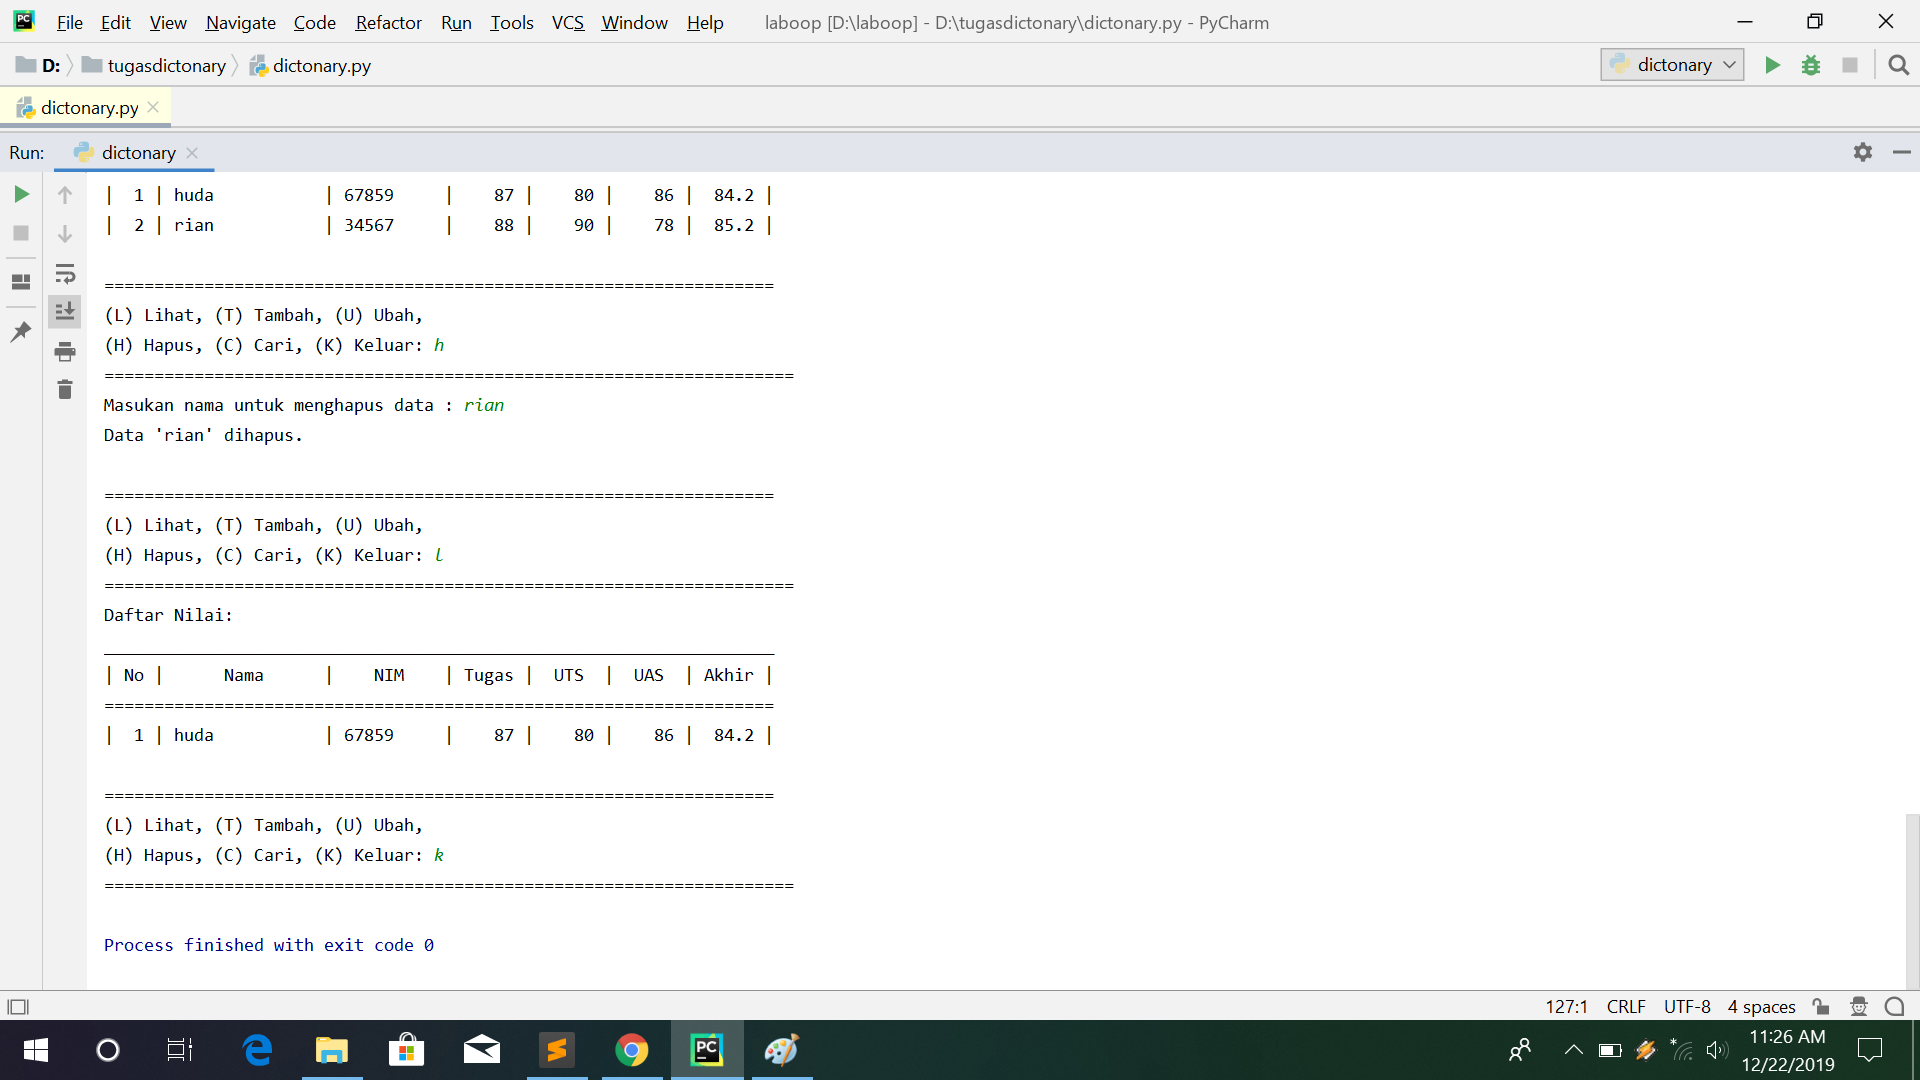 File Edit View Navigate Code Refactor Run Tools VCS Window Help laboop [D:\laboop] - D:\tugasdictonary\dictonary.py - PyCharm
D: tugasdictonary dictonary.py dictonary
dictonary.py
Run: dictonary
|  1 | huda           | 67859     |    87 |    80 |    86 |  84.2 |
|  2 | rian           | 34567     |    88 |    90 |    78 |  85.2 |
===================================================================
(L) Lihat, (T) Tambah, (U) Ubah,
(H) Hapus, (C) Cari, (K) Keluar: h
=====================================================================
Masukan nama untuk menghapus data : rian
Data 'rian' dihapus.
===================================================================
(L) Lihat, (T) Tambah, (U) Ubah,
(H) Hapus, (C) Cari, (K) Keluar: l
=====================================================================
Daftar Nilai:
___________________________________________________________________
| No |      Nama      |    NIM    | Tugas |  UTS  |  UAS  | Akhir |
===================================================================
|  1 | huda           | 67859     |    87 |    80 |    86 |  84.2 |
===================================================================
(L) Lihat, (T) Tambah, (U) Ubah,
(H) Hapus, (C) Cari, (K) Keluar: k
=====================================================================
Process finished with exit code 0
127:1 CRLF UTF-8 4 spaces
PC
11:26 AM
12/22/2019